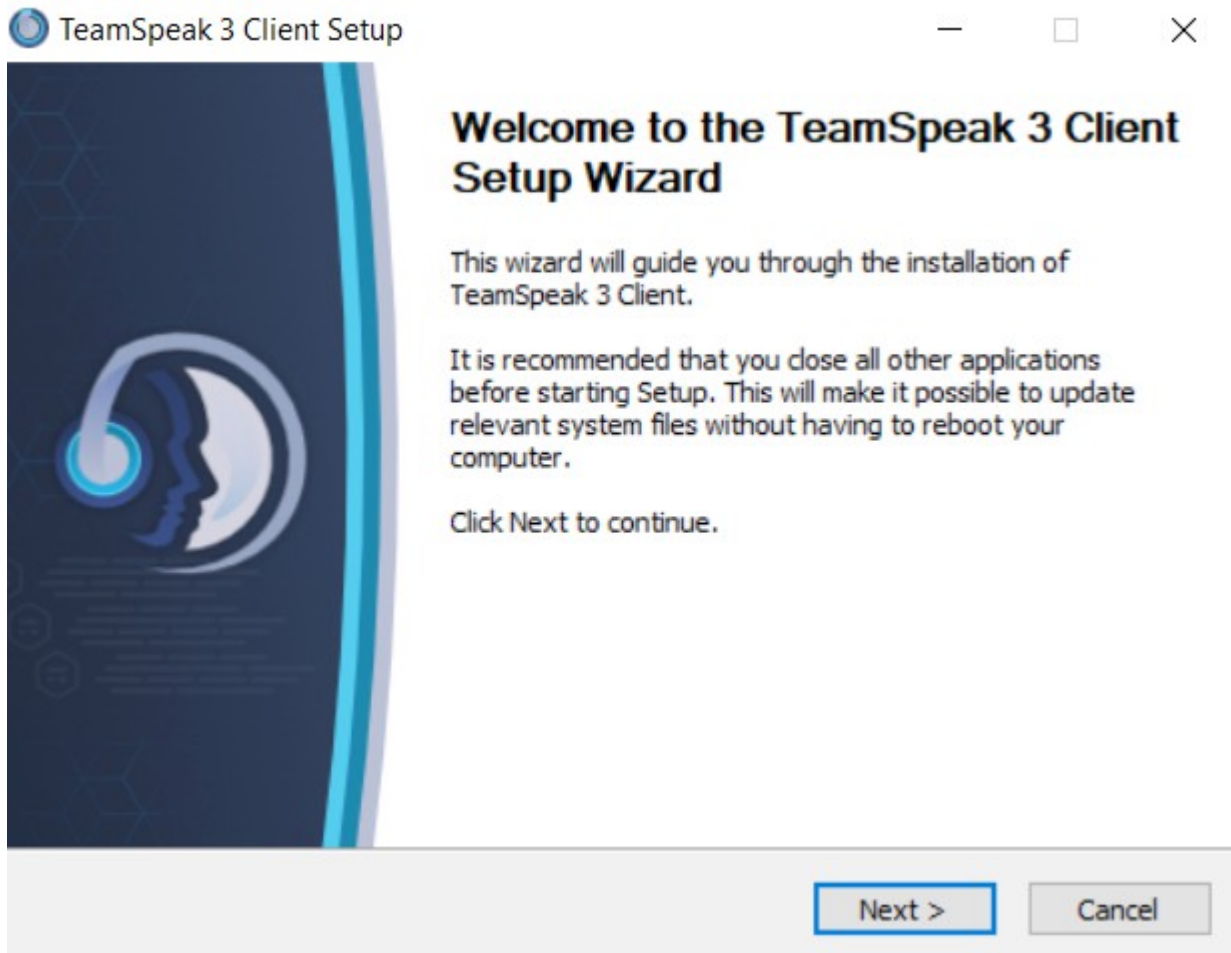 TeamSpeak 3 Client Setup
Welcome to the TeamSpeak 3 Client
Setup Wizard
This wizard will guide you through the installation of
TeamSpeak 3 Client.
It is recommended that you close all other applications
before starting Setup. This will make it possible to update
relevant system files without having to reboot your
computer.
Click Next to continue.
Next >
Cancel